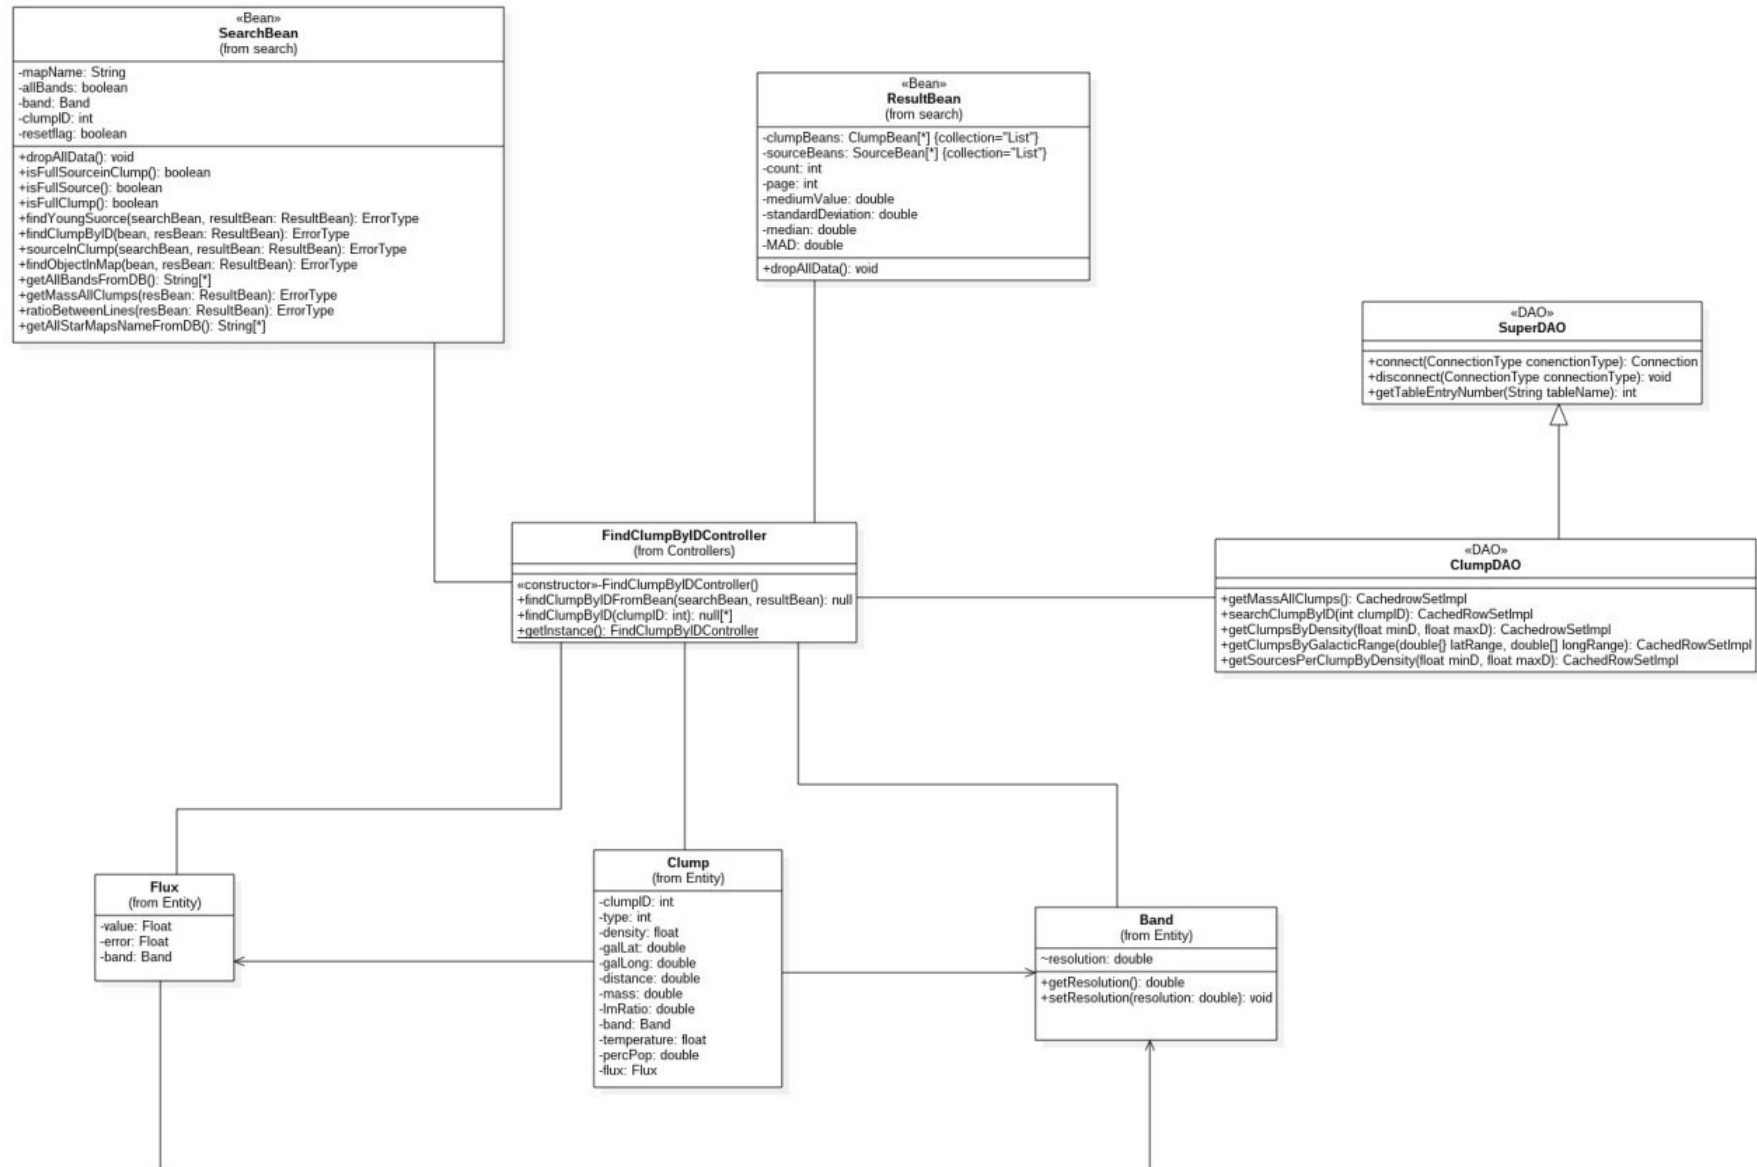 «Bean»
SearchBean
(from search)
-mapName: String
-allBands: boolean
-band: Band
-clumpID: int
-resetflag: boolean
+dropAllData(): void
+isFullSourceinClump(): boolean
+isFullSource(): boolean
+isFullClump(): boolean
+findYoungSuorce(searchBean, resultBean: ResultBean): ErrorType
+findClumpByID(bean, resBean: ResultBean): ErrorType
+sourceInClump(searchBean, resultBean: ResultBean): ErrorType
+findObjectInMap(bean, resBean: ResultBean): ErrorType
+getAllBandsFromDB(): String[*]
+getMassAllClumps(resBean: ResultBean): ErrorType
+ratioBetweenLines(resBean: ResultBean): ErrorType
+getAllStarMapsNameFromDB(): String[*]
«Bean»
ResultBean
(from search)
-clumpBeans: ClumpBean[*] {collection="List"}
-sourceBeans: SourceBean[*] {collection="List"}
-count: int
-page: int
-mediumValue: double
-standardDeviation: double
-median: double
-MAD: double
+dropAllData(): void
«DAO»
SuperDAO
+connect(ConnectionType conenctionType): Connection
+disconnect(ConnectionType connectionType): void
+getTableEntryNumber(String tableName): int
FindClumpByIDController
(from Controllers)
«constructor»-FindClumpByIDController()
+findClumpByIDFromBean(searchBean, resultBean): null
+findClumpByID(clumpID: int): null[*]
+getInstance(): FindClumpByIDController
«DAO»
ClumpDAO
+getMassAllClumps(): CachedrowSetImpl
+searchClumpByID(int clumpID): CachedRowSetImpl
+getClumpsByDensity(float minD, float maxD): CachedrowSetImpl
+getClumpsByGalacticRange(double{} latRange, double[] longRange): CachedRowSetImpl
+getSourcesPerClumpByDensity(float minD, float maxD): CachedRowSetImpl
Flux
(from Entity)
-value: Float
-error: Float
-band: Band
Clump
(from Entity)
-clumpID: int
-type: int
-density: float
-galLat: double
-galLong: double
-distance: double
-mass: double
-lmRatio: double
-band: Band
-temperature: float
-percPop: double
-flux: Flux
Band
(from Entity)
~resolution: double
+getResolution(): double
+setResolution(resolution: double): void